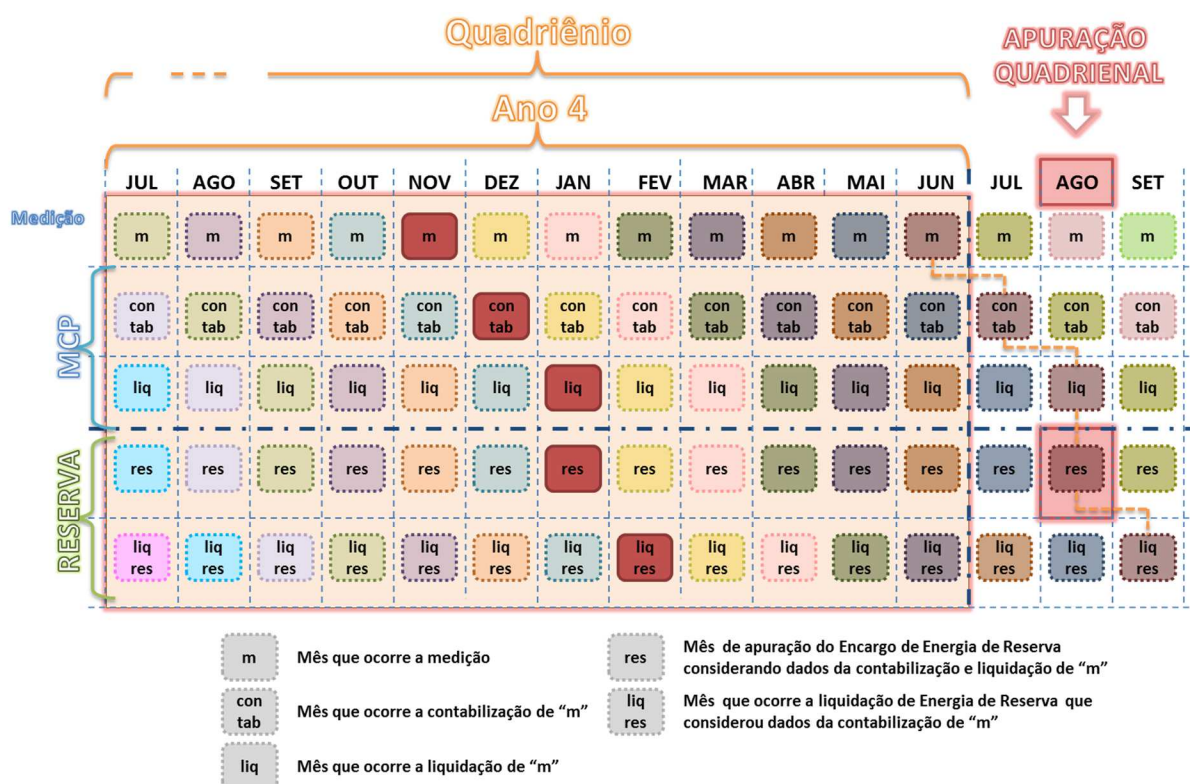 Quadriênio
APURAÇÃO
QUADRIENAL
Ano 4
JUL AGO SET OUT NOV DEZ JAN FEV MAR ABR MAI JUN JUL AGO SET
Medição
m m m m m m m m m m m m m m m
MCP
con con con con con con con con con con con con con con con
tab tab tab tab tab tab tab tab tab tab tab tab tab tab tab
liq liq liq liq liq liq liq liq liq liq liq liq liq liq liq
RESERVA
res res res res res res res res res res res res res res res
liq liq liq liq liq liq liq liq liq liq liq liq liq liq liq
res res res res res res res res res res res res res res res
m Mês que ocorre a medição
con
tab
Mês que ocorre a contabilização de “m”
liq Mês que ocorre a liquidação de “m”
res
Mês de apuração do Encargo de Energia de Reserva
considerando dados da contabilização e liquidação de “m”
liq
res
Mês que ocorre a liquidação de Energia de Reserva que
considerou dados da contabilização de “m”